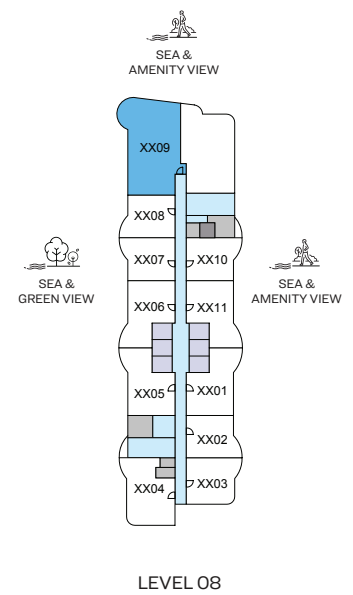 SEA &
AMENITY VIEW
XX09
XX08
XX07
XX10
SEA &
GREEN VIEW
SEA &
AMENITY VIEW
XX06
XX11
XX05
XX01
XX02
XX04
XX03
LEVEL 08